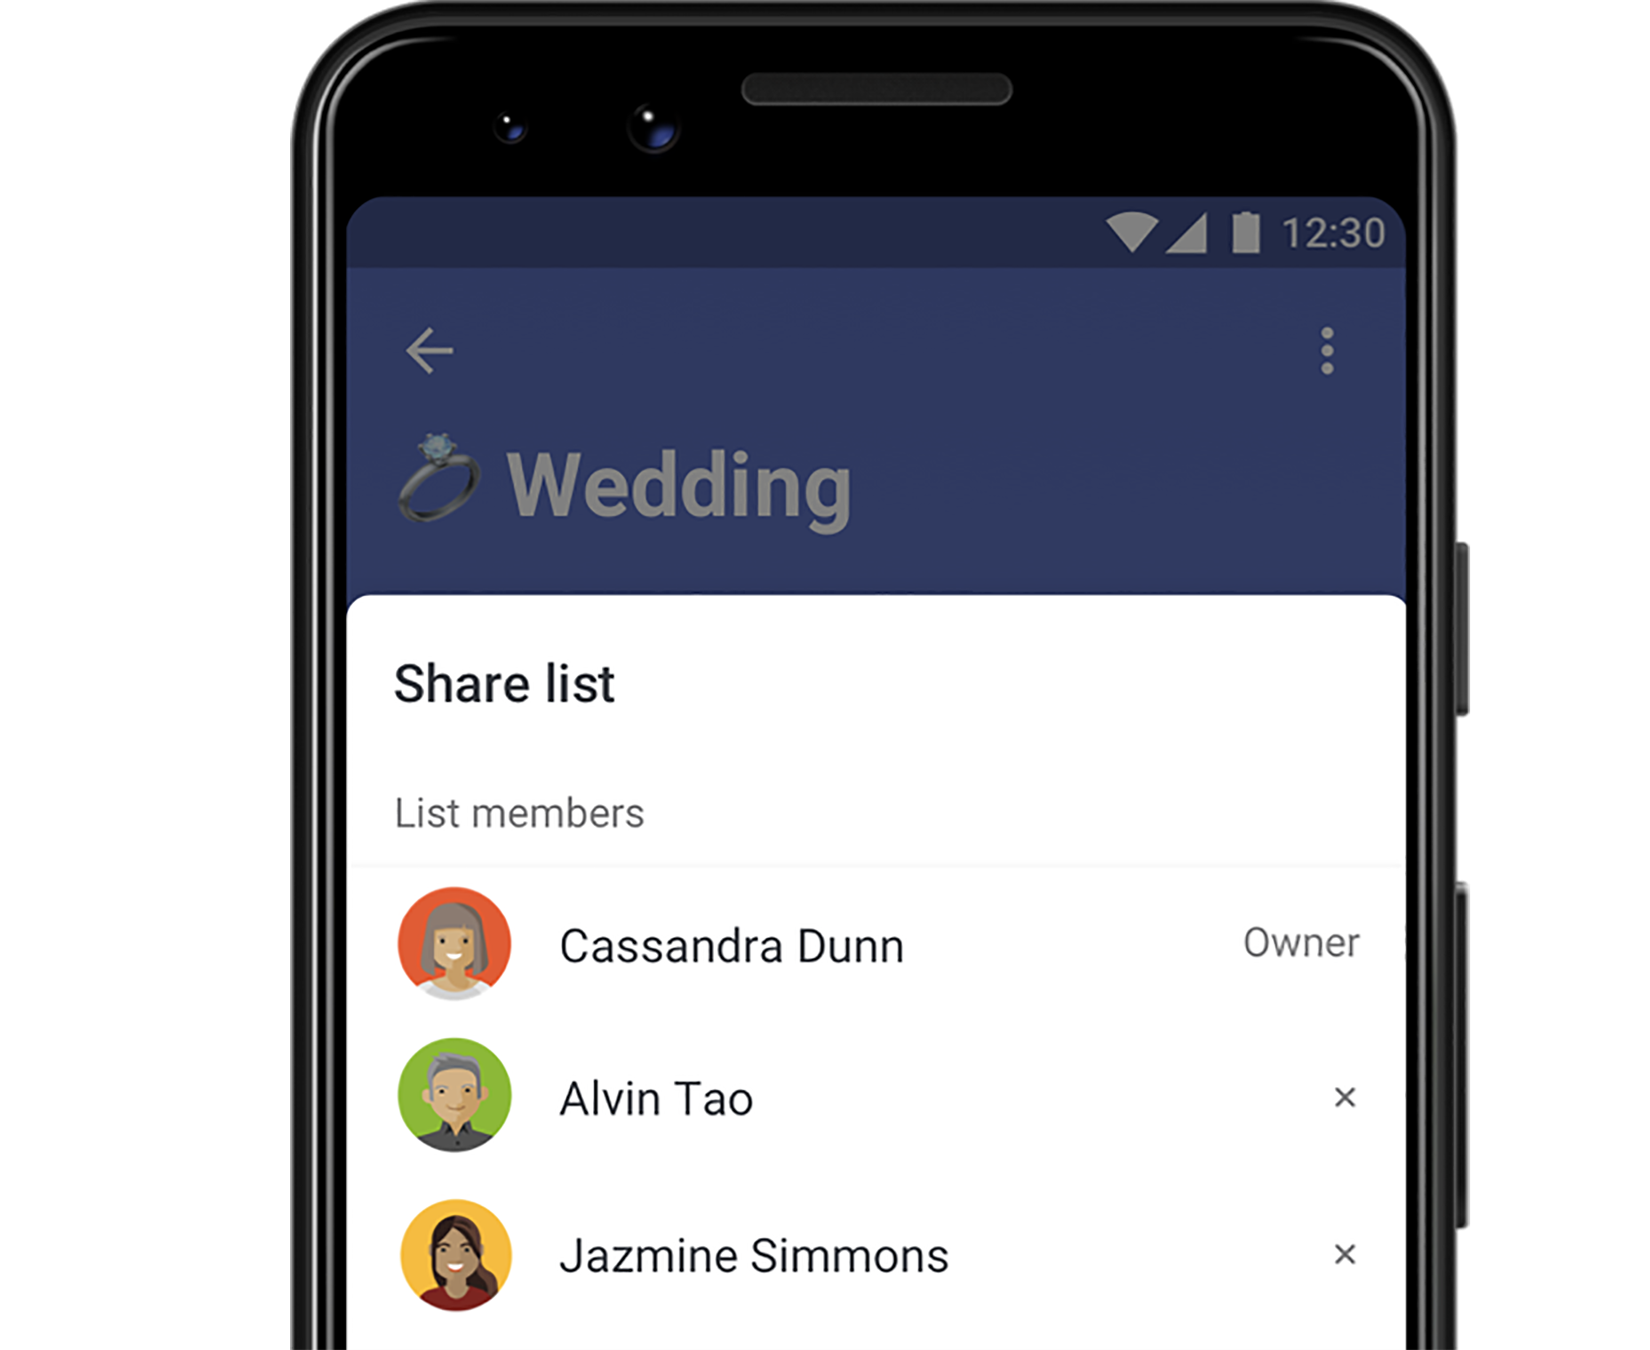 12:30
Wedding
Share list
List members
Cassandra Dunn Owner
Alvin Tao ×
Jazmine Simmons ×